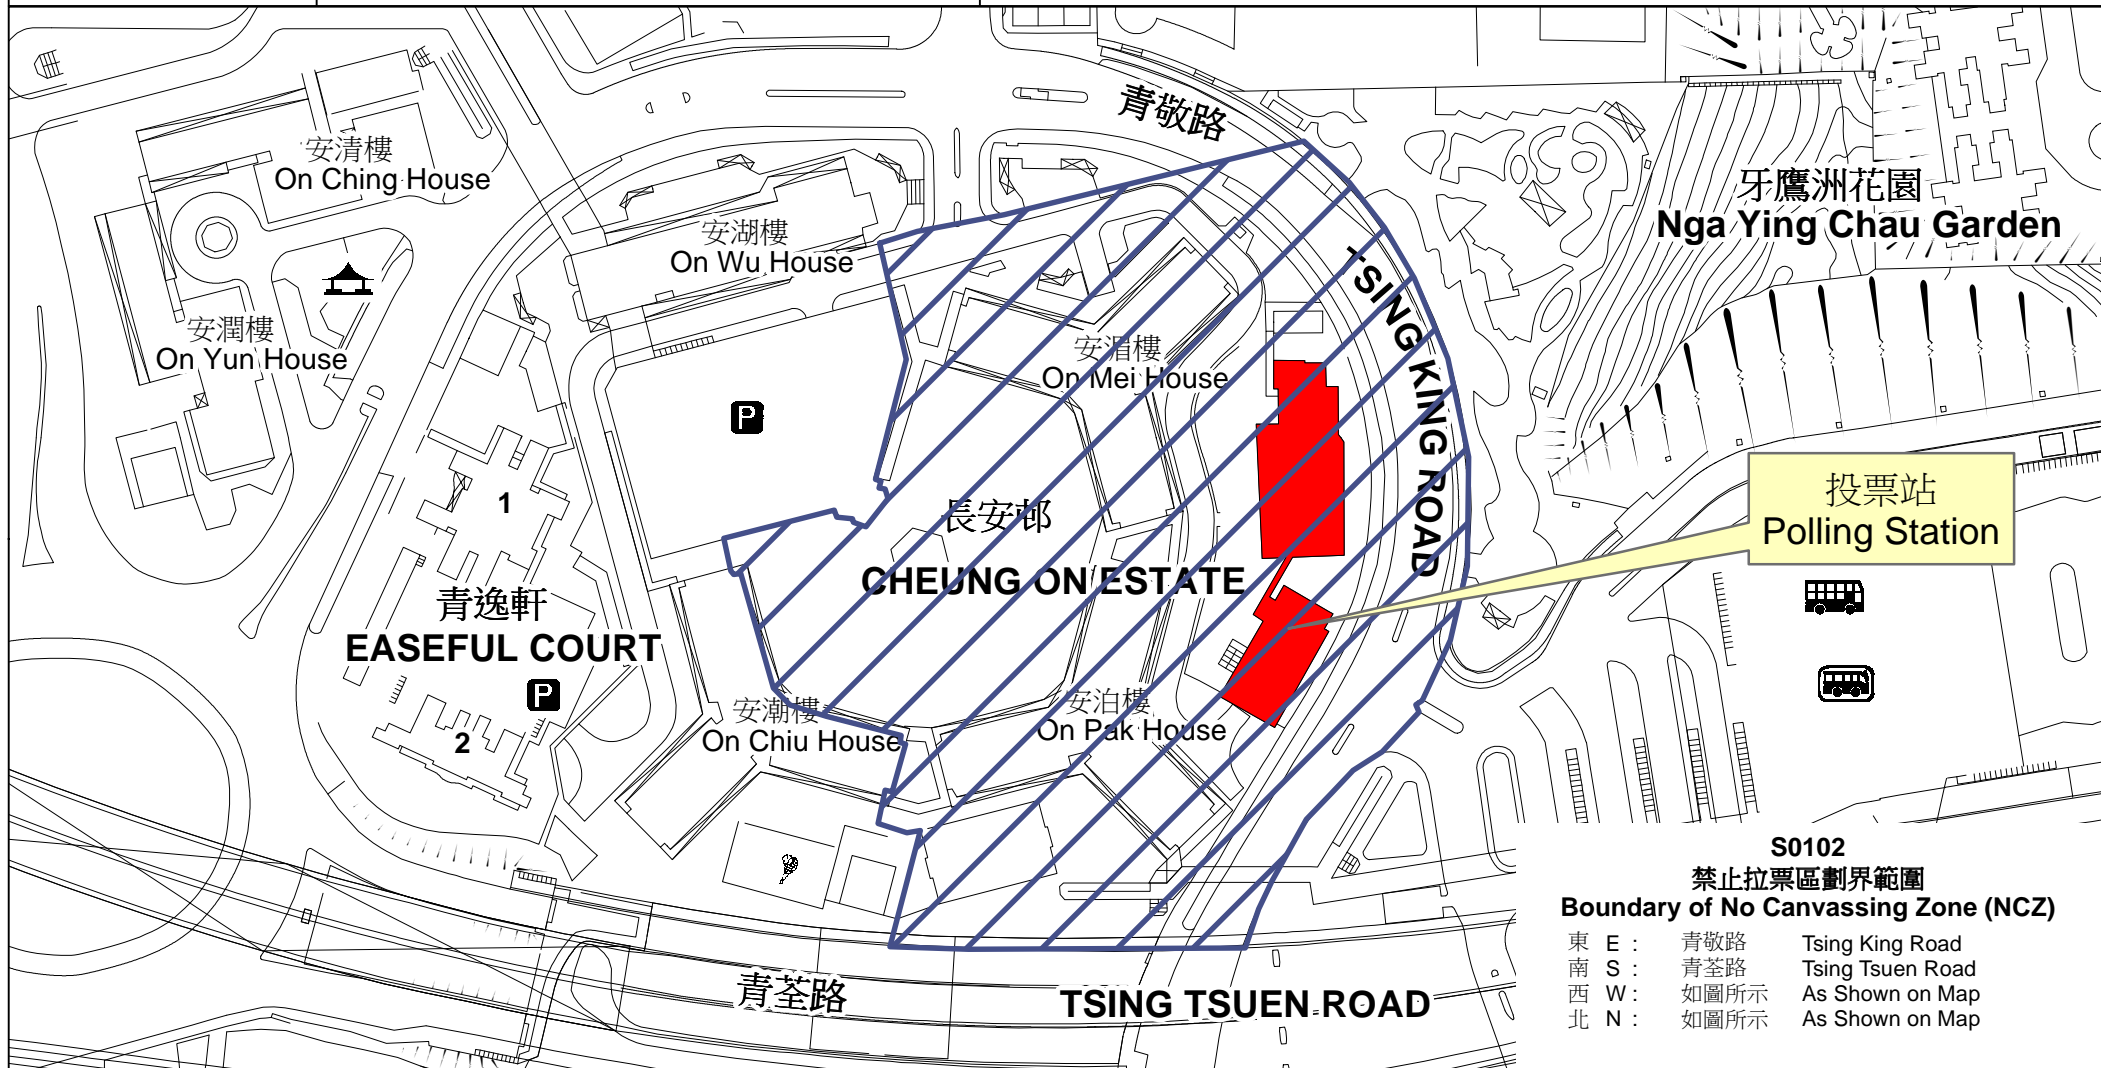 青敬路
安清樓
On Ching House
牙鷹洲花園
Nga Ying Chau Garden
安湖樓
On Wu House
TSING KING ROAD
安潤樓
On Yun House
安湄樓
On Mei House
P
1
長安邨
CHEUNG ON ESTATE
投票站
Polling Station
青逸軒
EASEFUL COURT
P
2
安潮樓
On Chiu House
安泊樓
On Pak House
青荃路
TSING TSUEN ROAD
S0102
禁止拉票區劃界範圍
Boundary of No Canvassing Zone (NCZ)
東 E : 青敬路 Tsing King Road
南 S : 青荃路 Tsing Tsuen Road
西 W : 如圖所示 As Shown on Map
北 N : 如圖所示 As Shown on Map